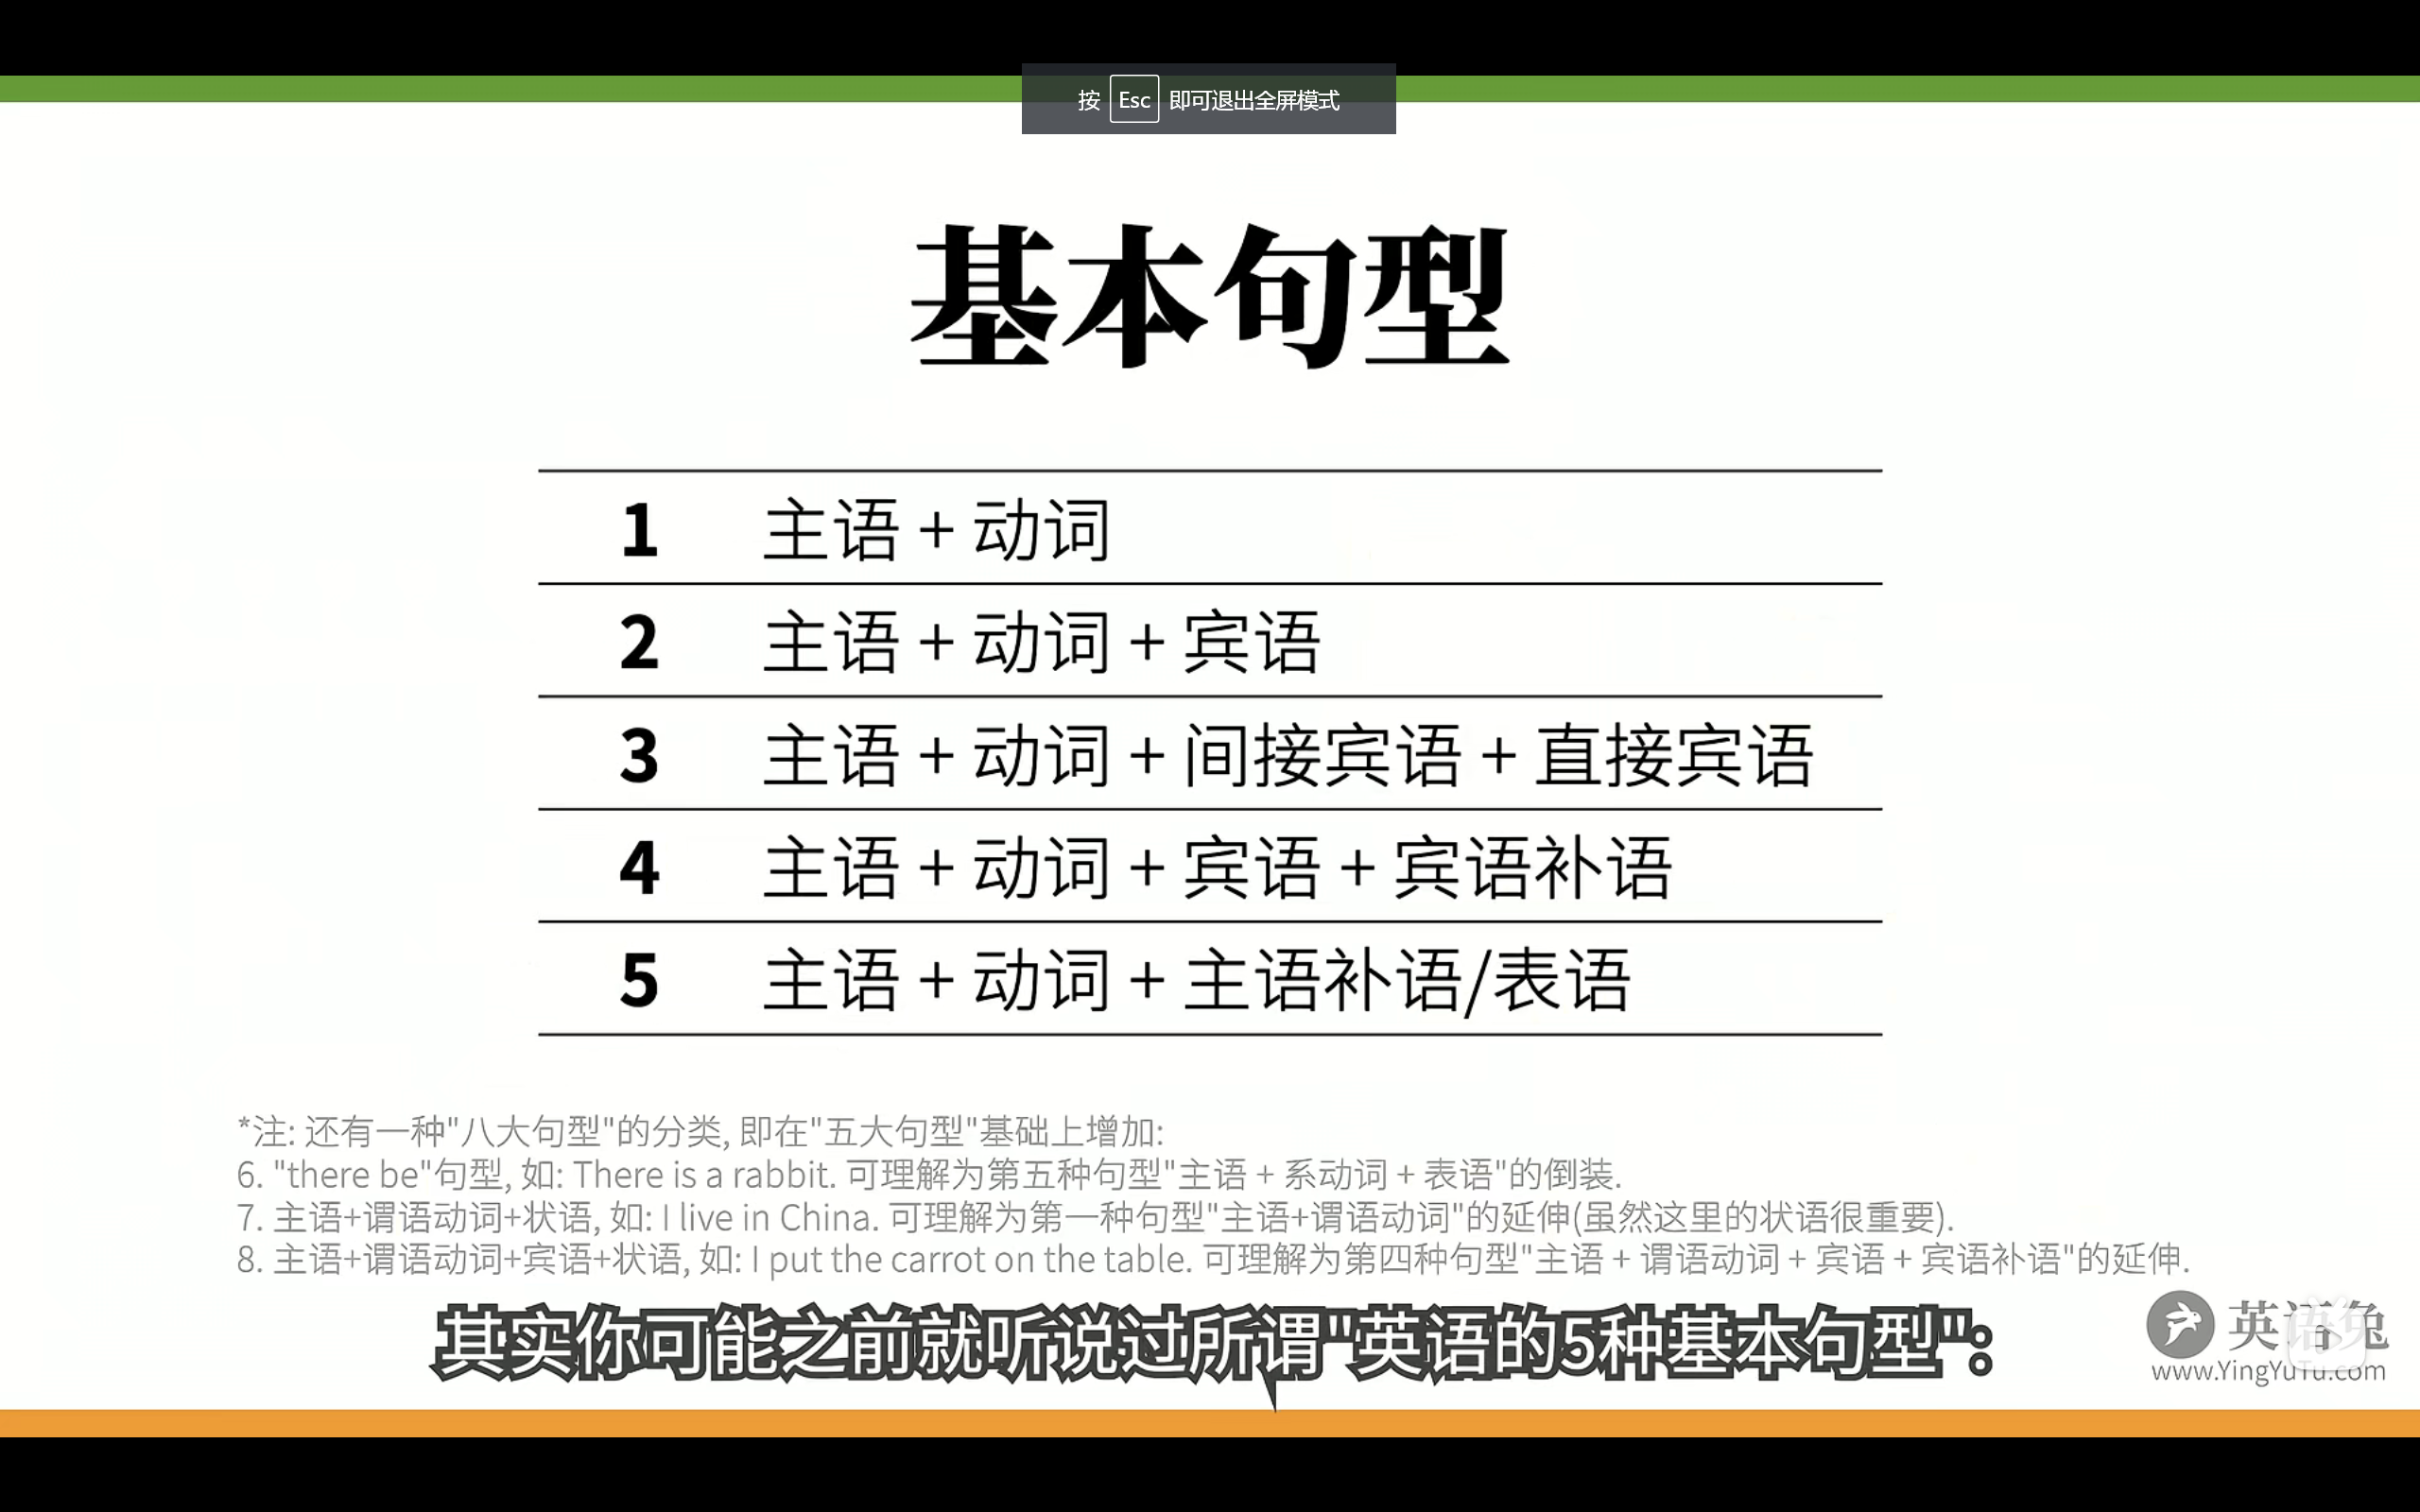 按 Esc 即可退出全屏模式
基本句型
1 主语 + 动词
2 主语 + 动词 + 宾语
3 主语 + 动词 + 间接宾语 + 直接宾语
4 主语 + 动词 + 宾语 + 宾语补语
5 主语 + 动词 + 主语补语/表语
*注: 还有一种"八大句型"的分类, 即在"五大句型"基础上增加:
6. "there be"句型, 如: There is a rabbit. 可理解为第五种句型"主语 + 系动词 + 表语"的倒装.
7. 主语+谓语动词+状语, 如: I live in China. 可理解为第一种句型"主语+谓语动词"的延伸(虽然这里的状语很重要).
8. 主语+谓语动词+宾语+状语, 如: I put the carrot on the table. 可理解为第四种句型"主语 + 谓语动词 + 宾语 + 宾语补语"的延伸.
其实你可能之前就听说过所谓"英语的5种基本句型":
英语兔
www.YingYuTu.com